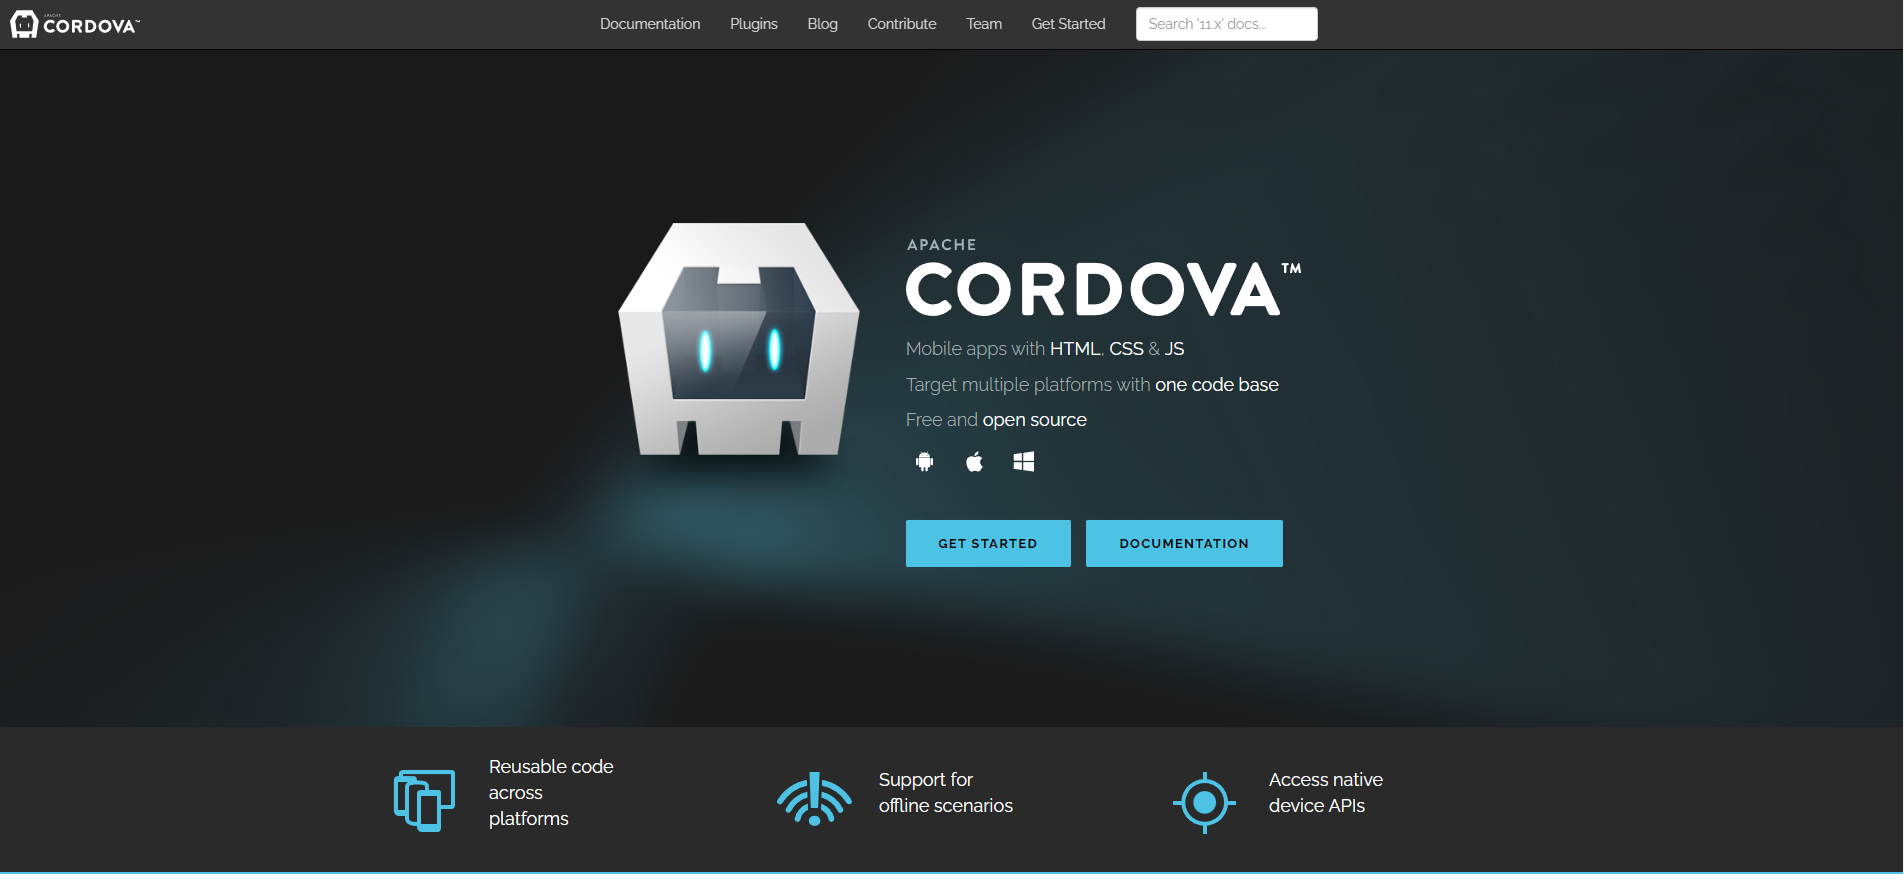 APACHE
CORDOVA™
Documentation Plugins Blog Contribute Team Get Started Search '11.x' docs...
APACHE
CORDOVA™
Mobile apps with HTML, CSS & JS
Target multiple platforms with one code base
Free and open source
GET STARTED DOCUMENTATION
Reusable code
across
platforms
Support for
offline scenarios
Access native
device APIs